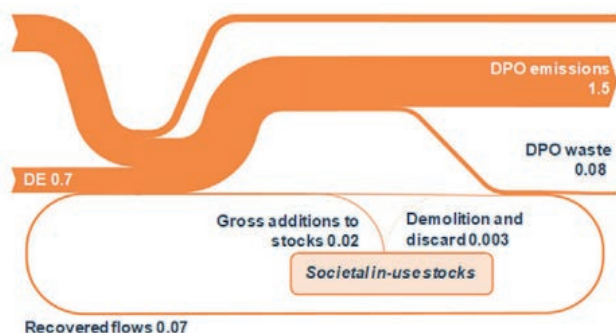 DPO emissions
1.5
DPO waste
0.08
DE 0.7
Gross additions to
stocks 0.02
Demolition and
discard 0.003
Societal in-use stocks
Recovered flows 0.07